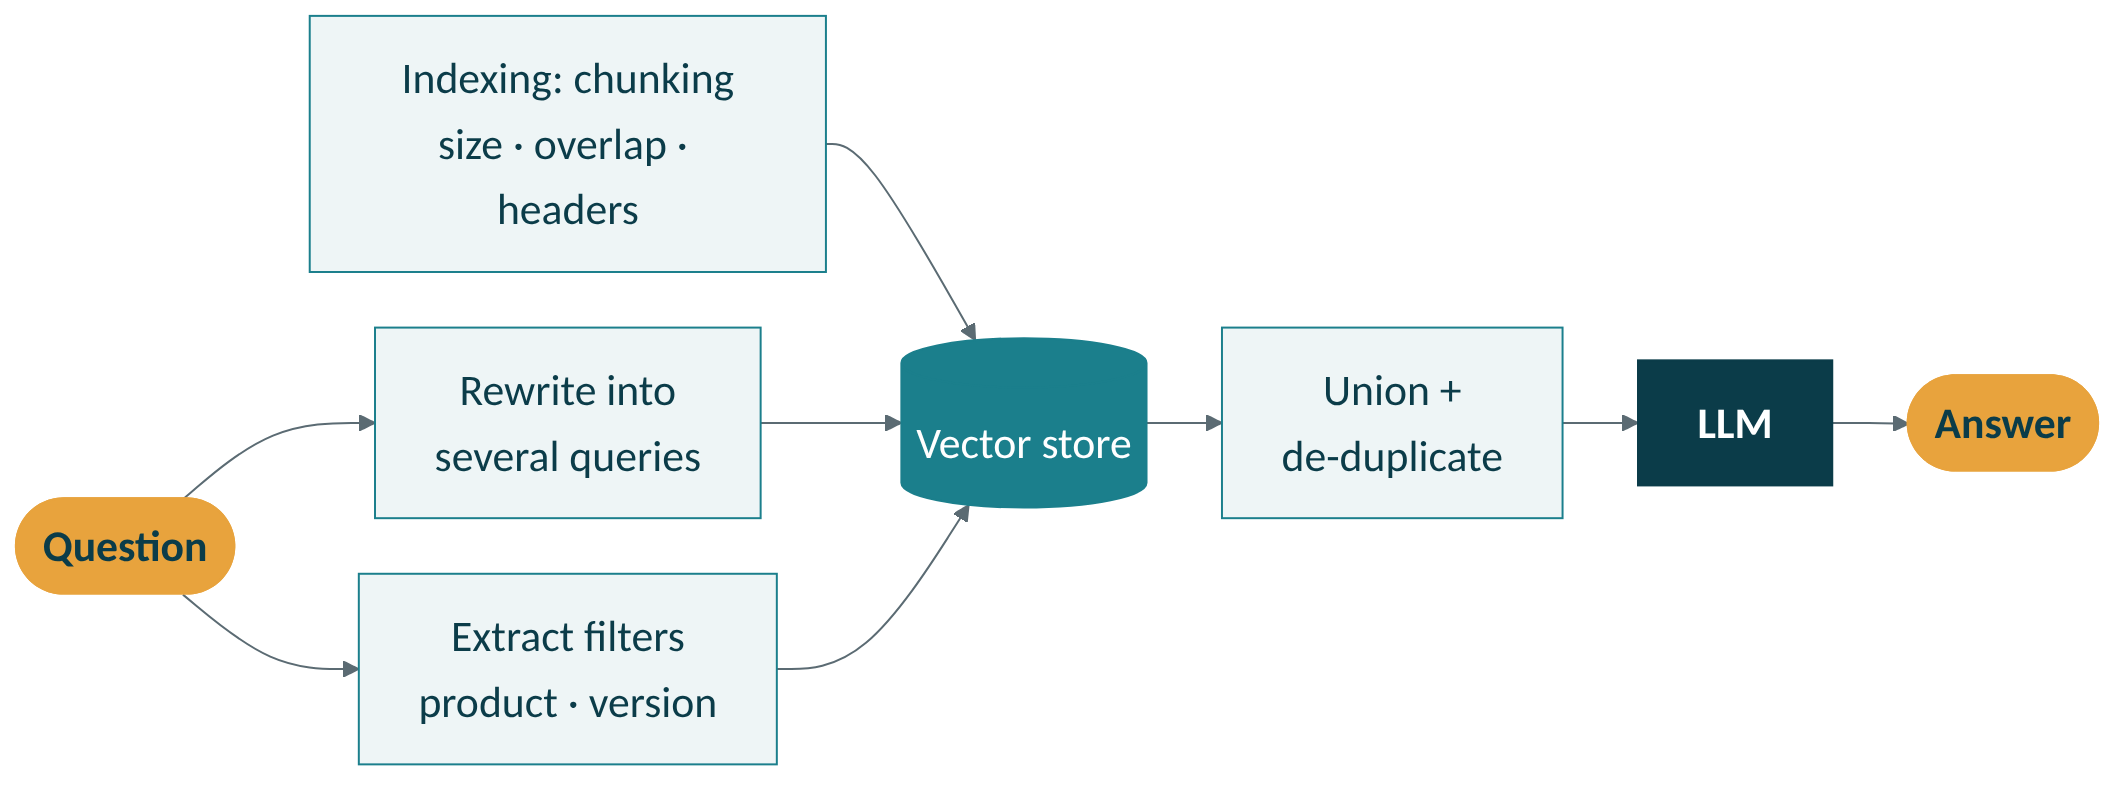 Indexing: chunking
size · overlap ·
headers
Rewrite into
several queries
Question
Extract filters
product · version
Vector store
Union +
de-duplicate
LLM
Answer